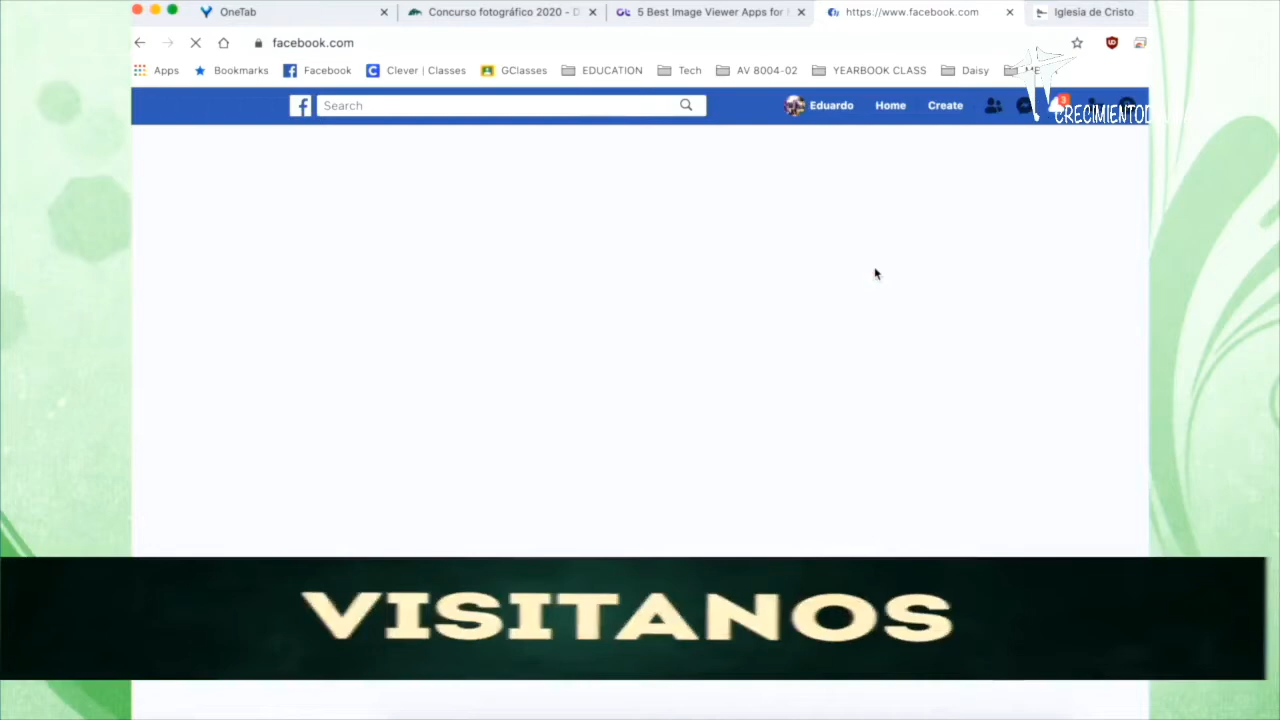 OneTab
Concurso fotográfico 2020 - D
5 Best Image Viewer Apps for
https://www.facebook.com
Iglesia de Cristo
facebook.com
Apps Bookmarks Facebook Clever | Classes GClasses EDUCATION Tech AV 8004-02 YEARBOOK CLASS Daisy
Search
Eduardo Home Create
3
CRECIMIENTO
VISITANOS